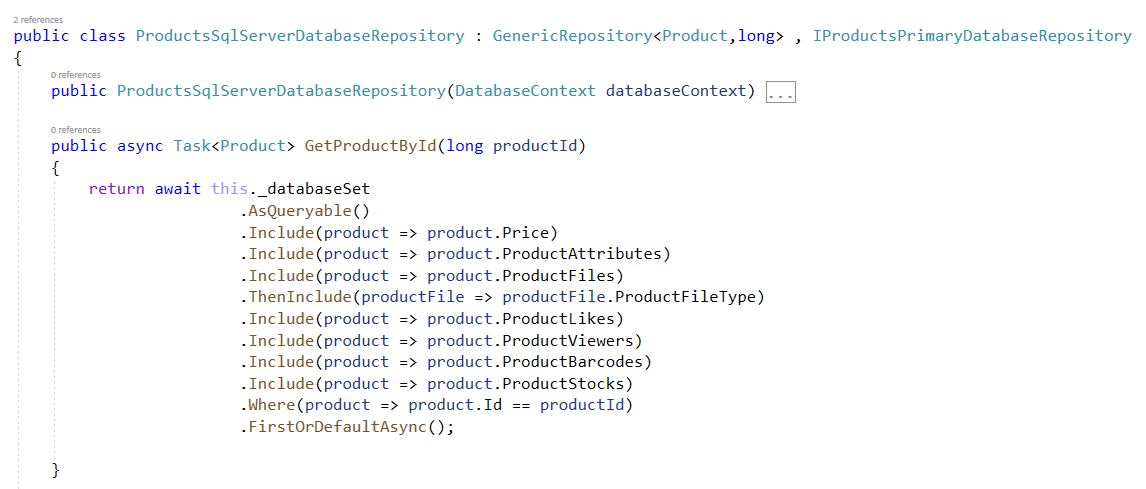 2 references
public class ProductsSqlServerDatabaseRepository : GenericRepository<Product,long> , IProductsPrimaryDatabaseRepository
{
0 references
public ProductsSqlServerDatabaseRepository(DatabaseContext databaseContext) ...
0 references
public async Task<Product> GetProductById(long productId)
{
return await this._databaseSet
.AsQueryable()
.Include(product => product.Price)
.Include(product => product.ProductAttributes)
.Include(product => product.ProductFiles)
.ThenInclude(productFile => productFile.ProductFileType)
.Include(product => product.ProductLikes)
.Include(product => product.ProductViewers)
.Include(product => product.ProductBarcodes)
.Include(product => product.ProductStocks)
.Where(product => product.Id == productId)
.FirstOrDefaultAsync();
}